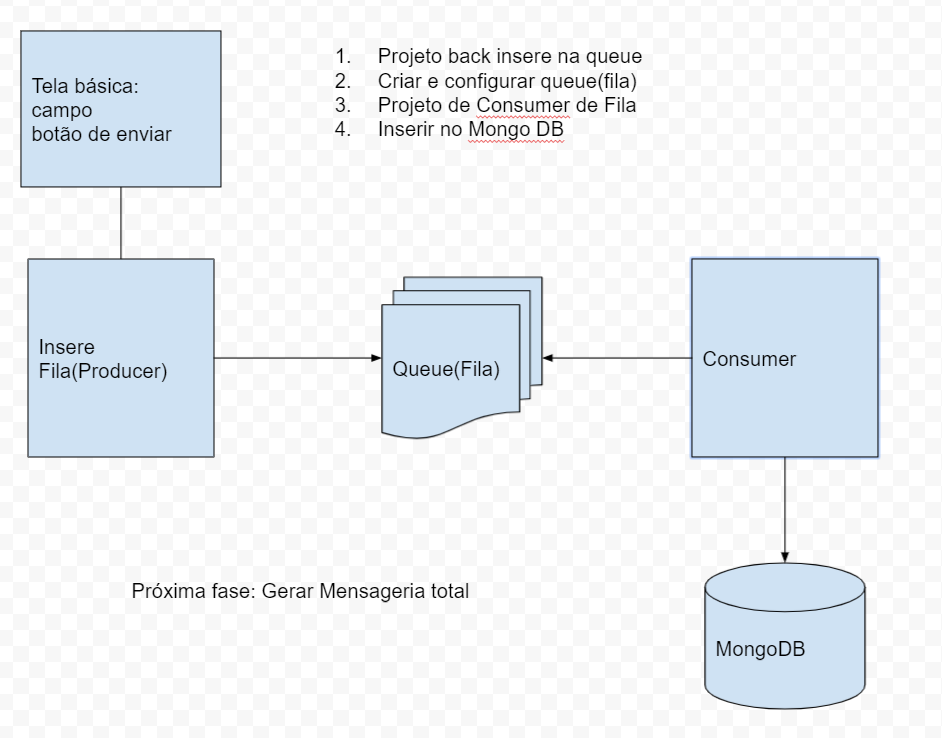 Tela básica:
campo
botão de enviar
1. Projeto back insere na queue
2. Criar e configurar queue(fila)
3. Projeto de Consumer de Fila
4. Inserir no Mongo DB
Insere
Fila(Producer)
Queue(Fila)
Consumer
Próxima fase: Gerar Mensageria total
MongoDB